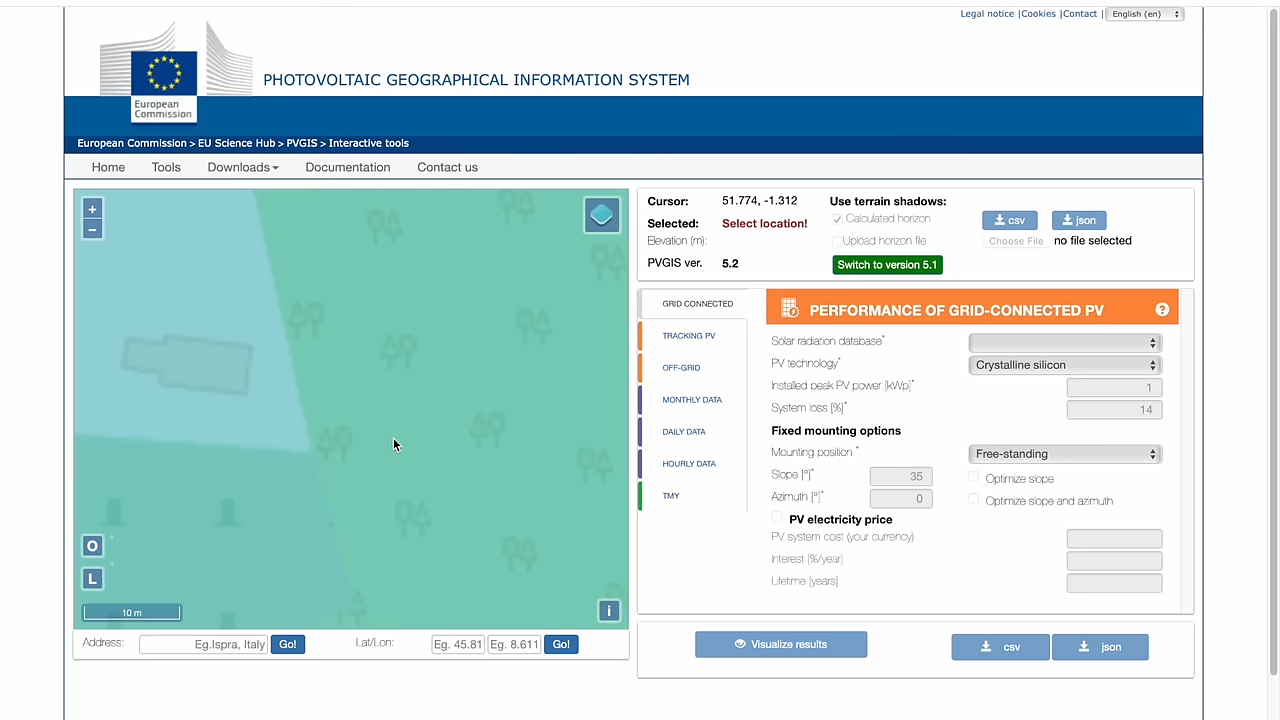 Legal notice |Cookies |Contact | English (en)
European Commission
PHOTOVOLTAIC GEOGRAPHICAL INFORMATION SYSTEM
European Commission > EU Science Hub > PVGIS > Interactive tools
Home Tools Downloads Documentation Contact us
+
−
O
L
10 m
i
Address: Eg.Ispra, Italy Go! Lat/Lon: Eg. 45.81 Eg. 8.611 Go!
Cursor: 51.774, -1.312 Use terrain shadows:
Selected: Select location! Calculated horizon csv json
Elevation (m): Upload horizon file Choose File no file selected
PVGIS ver. 5.2 Switch to version 5.1
GRID CONNECTED
TRACKING PV
OFF-GRID
MONTHLY DATA
DAILY DATA
HOURLY DATA
TMY
PERFORMANCE OF GRID-CONNECTED PV ?
Solar radiation database*
PV technology* Crystalline silicon
Installed peak PV power [kWp]* 1
System loss [%]* 14
Fixed mounting options
Mounting position * Free-standing
Slope [°]* 35 Optimize slope
Azimuth [°]* 0 Optimize slope and azimuth
PV electricity price
PV system cost (your currency)
Interest [%/year]
Lifetime [years]
Visualize results csv json